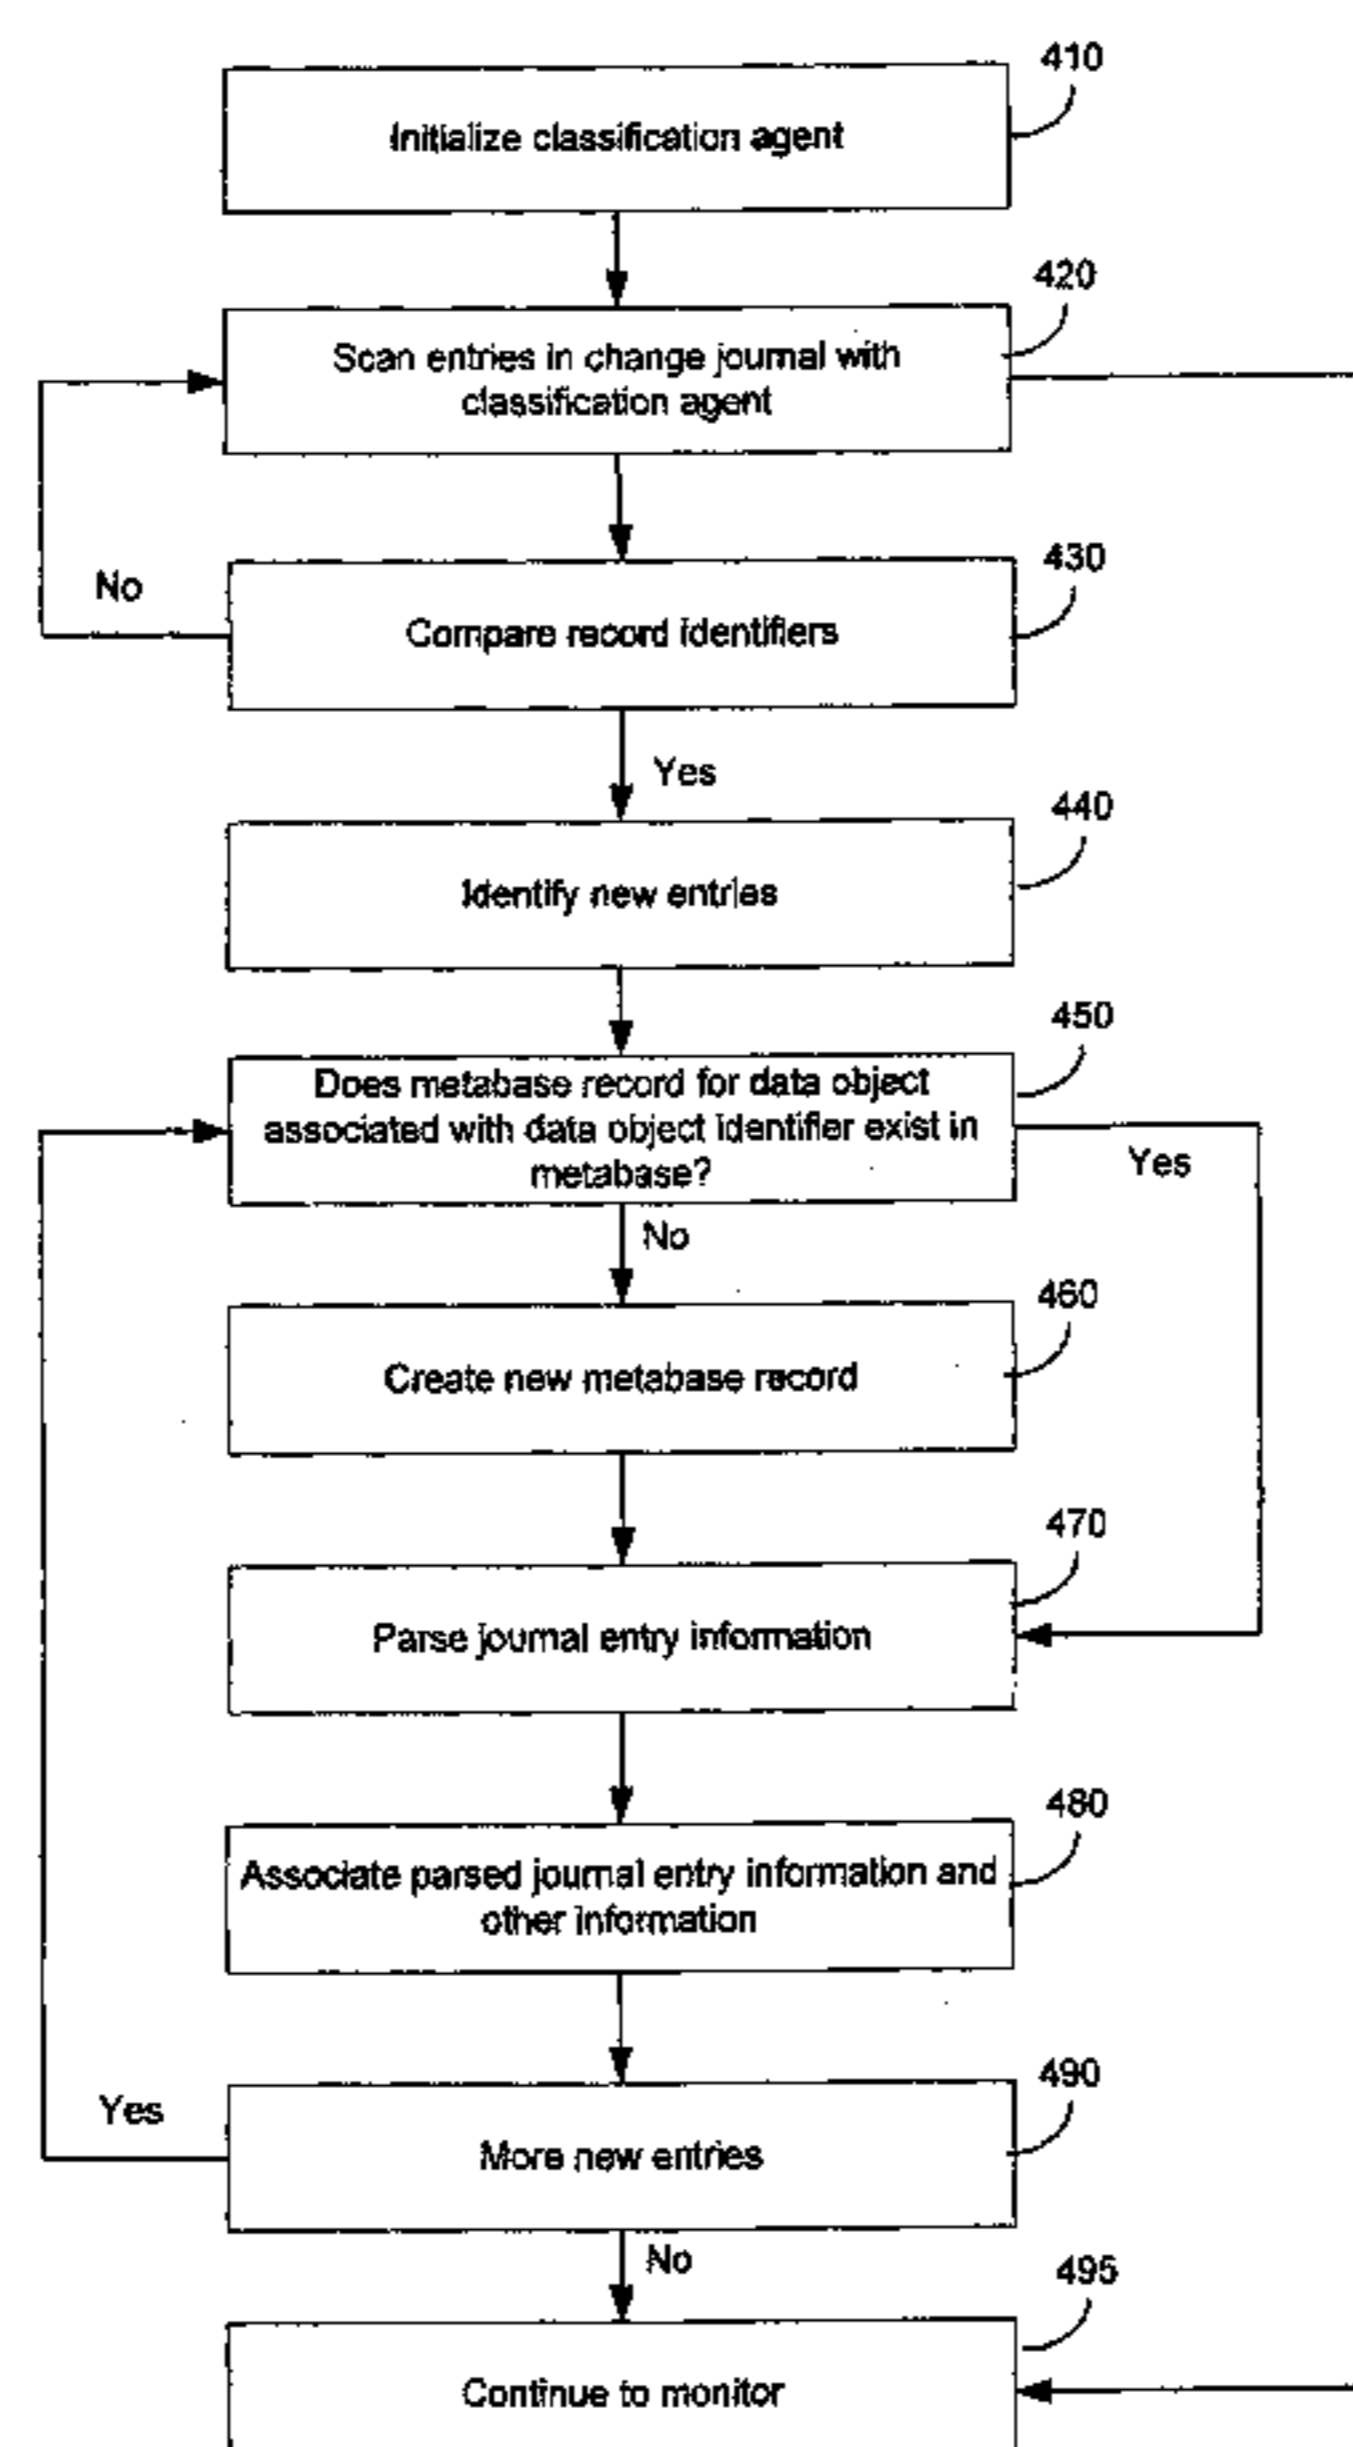 410
Initialize classification agent
420
Scan entries in change journal with
classification agent
430
No
Compare record identifiers
Yes
440
Identify new entries
450
Does metabase record for data object
associated with data object identifier exist in
metabase?
Yes
No
460
Create new metabase record
470
Parse journal entry information
480
Associate parsed journal entry information and
other information
490
Yes
More new entries
No
495
Continue to monitor